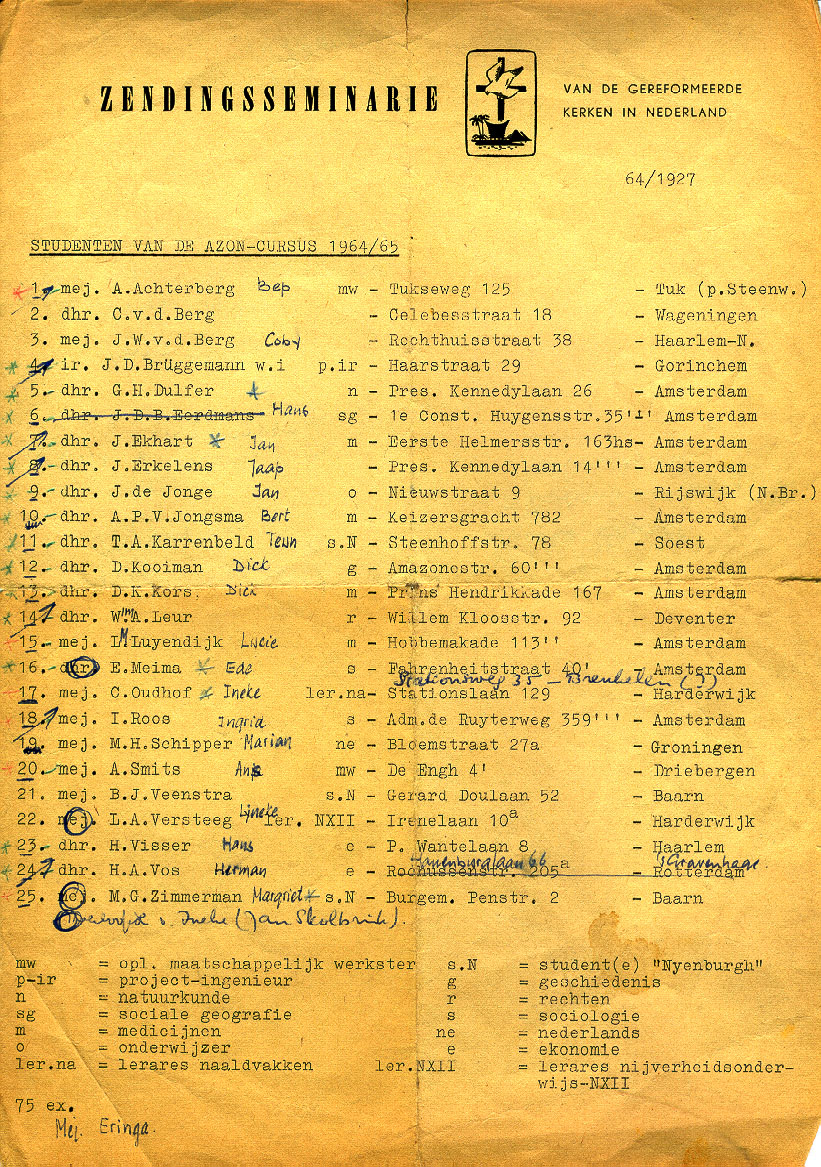 ZENDINGSSEMINARIE
VAN DE GEREFORMEERDE
KERKEN IN NEDERLAND
64/1927
STUDENTEN VAN DE AZON-CURSUS 1964/65
1. mej. A.Achterberg Bep mw - Tukseweg 125 - Tuk (p.Steenw.)
2. dhr. C.v.d.Berg - Celebesstraat 18 - Wageningen
3. mej. J.W.v.d.Berg Coby - Rechthuisstraat 38 - Haarlem-N.
4. ir. J.D.Brüggemann w.i p.ir - Haarstraat 29 - Gorinchem
5. dhr. G.H.Dulfer n - Pres. Kennedylaan 26 - Amsterdam
6. dhr. J.D.B.Eerdmans Hans sg - 1e Const. Huygensstr.35''' Amsterdam
7. dhr. J.Ekhart Jan m - Eerste Helmersstr. 163hs- Amsterdam
8. dhr. J.Erkelens Jaap - Pres. Kennedylaan 14''' - Amsterdam
9. dhr. J.de Jonge Jan o - Nieuwstraat 9 - Rijswijk (N.Br.)
10. dhr. A.P.V.Jongsma Bert m - Keizersgracht 782 - Amsterdam
11. dhr. T.A.Karrenbeld Teun s.N - Steenhoffstr. 78 - Soest
12. dhr. D.Kooiman Dick g - Amazonestr. 60''' - Amsterdam
13. dhr. D.K.Kors. Dick m - Prins Hendrikkade 167 - Amsterdam
14. dhr. W.A.Leur r - Willem Kloosstr. 92 - Deventer
15. mej. L.M.Luyendijk Lucie m - Hobbemakade 113'' - Amsterdam
16. dhr. E.Meima Ede s - Fahrenheitstraat 40' - Amsterdam
Stationsweg 35 - Breukelen (?)
17. mej. C.Oudhof Ineke ler.na- Stationslaan 129 - Harderwijk
18. mej. I.Roos Ingrid s - Adm.de Ruyterweg 359''' - Amsterdam
19. mej. M.H.Schipper Marian ne - Bloemstraat 27a - Groningen
20. mej. A.Smits mw - De Engh 4' - Driebergen
21. mej. B.J.Veenstra s.N - Gerard Doulaan 52 - Baarn
22. mej. L.A.Versteeg Lyneke ler. NXII - Irenelaan 10a - Harderwijk
23. dhr. H.Visser Hans e - P. Wantelaan 8 - Haarlem
66 a 's Gravenhage
24. dhr. H.A.Vos Herman e - Rochussenstr. 205 - Rotterdam
25. mej. M.G.Zimmerman Margriet s.N - Burgem. Penstr. 2 - Baarn
Ineke (Jan
mw = opl. maatschappelijk werkster s.N = student(e) "Nyenburgh"
p-ir = project-ingenieur g = geschiedenis
n = natuurkunde r = rechten
sg = sociale geografie s = sociologie
m = medicijnen ne = nederlands
o = onderwijzer e = ekonomie
ler.na = lerares naaldvakken ler.NXII = lerares nijverheidsonder-
wijs-NXII
75 ex.
Mej. Eringa.